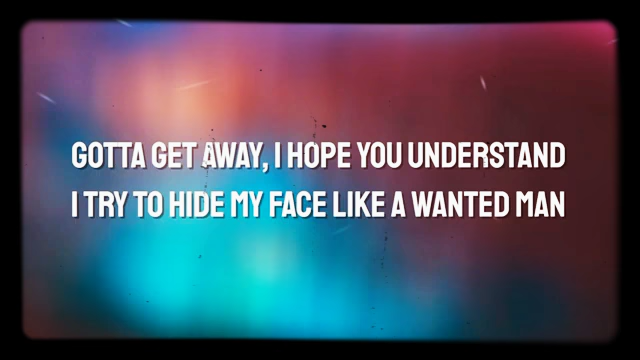 GOTTA GET AWAY, I HOPE YOU UNDERSTAND
I TRY TO HIDE MY FACE LIKE A WANTED MAN